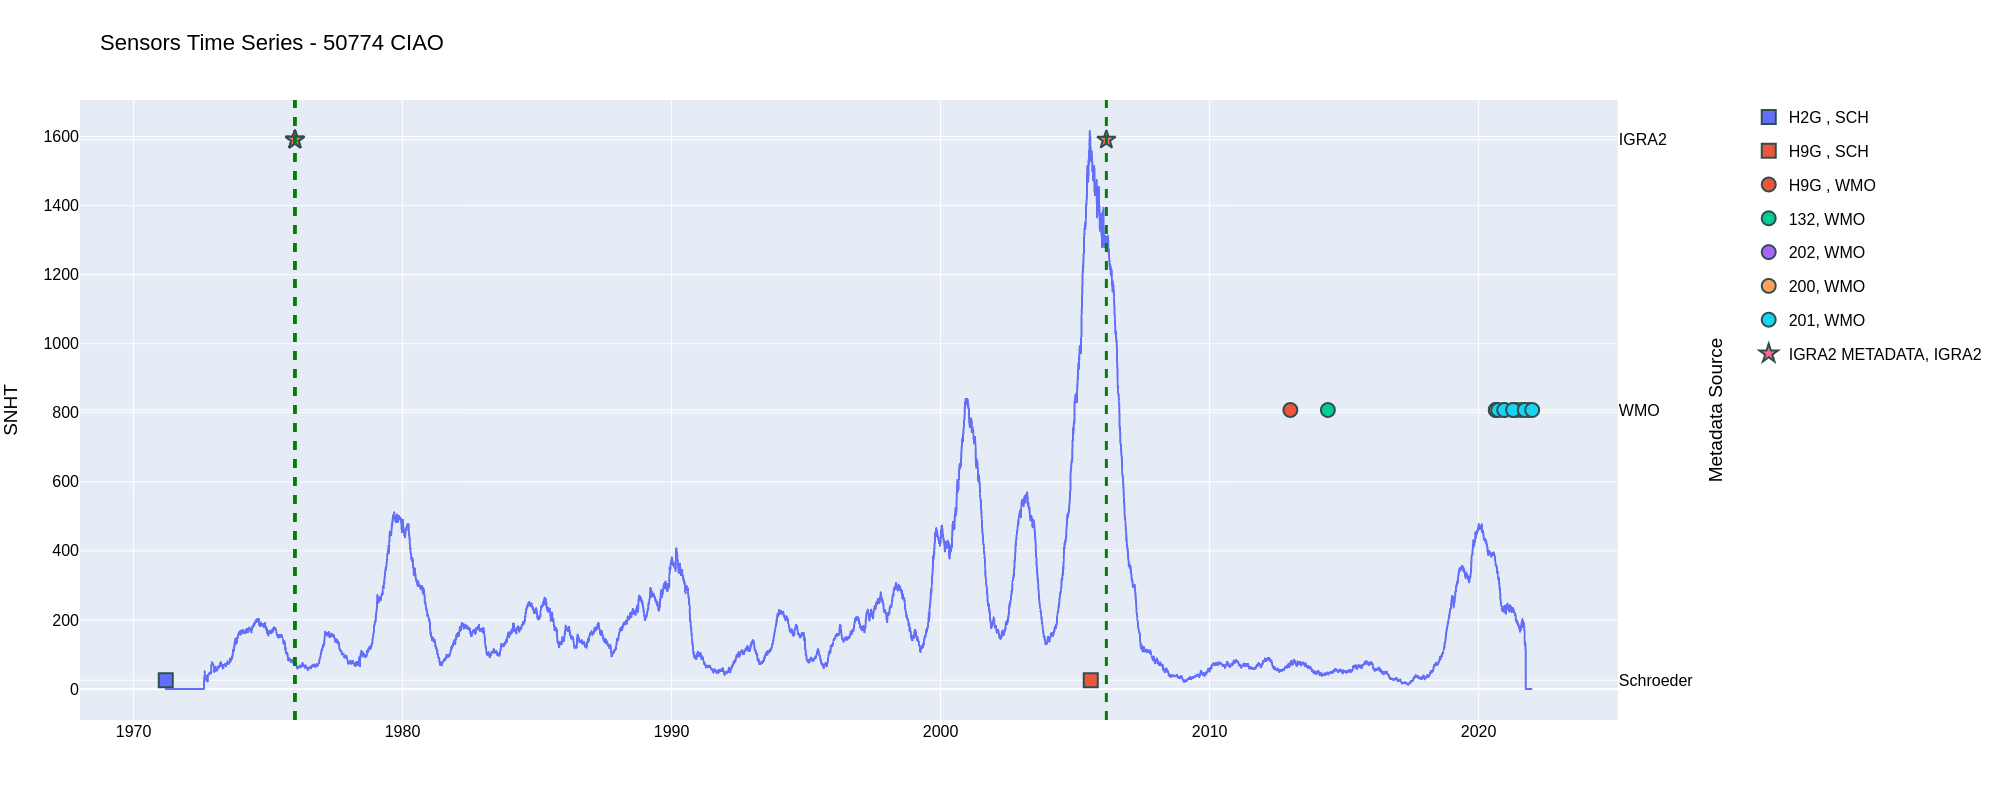 Sensors Time Series - 50774 CIAO
SNHT
1600
1400
1200
1000
800
600
400
200
0
1970
1980
1990
2000
2010
2020
IGRA2
WMO
Schroeder
Metadata Source
H2G , SCH
H9G , SCH
H9G , WMO
132, WMO
202, WMO
200, WMO
201, WMO
IGRA2 METADATA, IGRA2